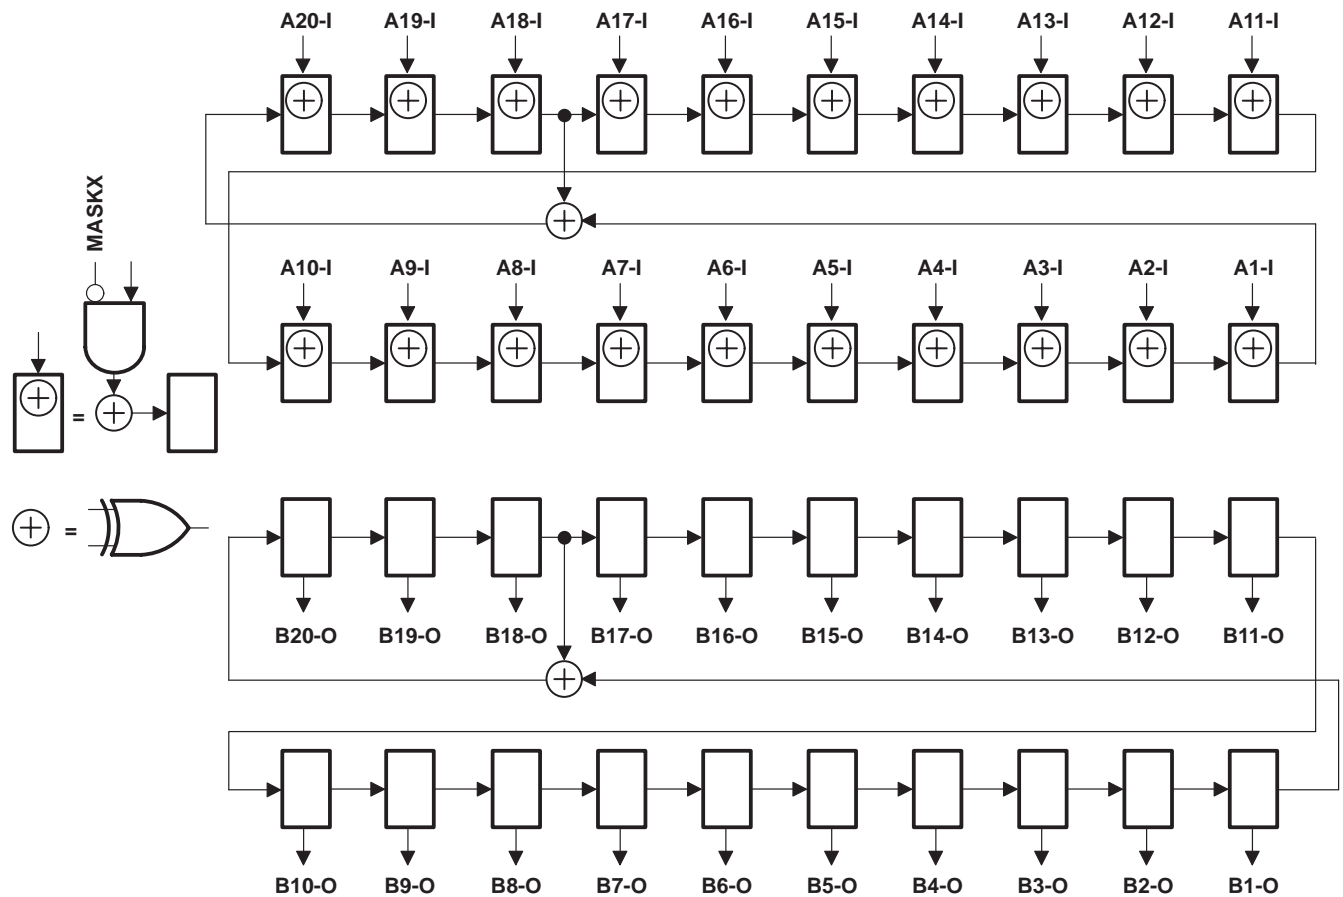 A20-I A19-I A18-I A17-I A16-I A15-I A14-I A13-I A12-I A11-I
MASKX
A10-I A9-I A8-I A7-I A6-I A5-I A4-I A3-I A2-I A1-I
=
=
B20-O B19-O B18-O B17-O B16-O B15-O B14-O B13-O B12-O B11-O
B10-O B9-O B8-O B7-O B6-O B5-O B4-O B3-O B2-O B1-O